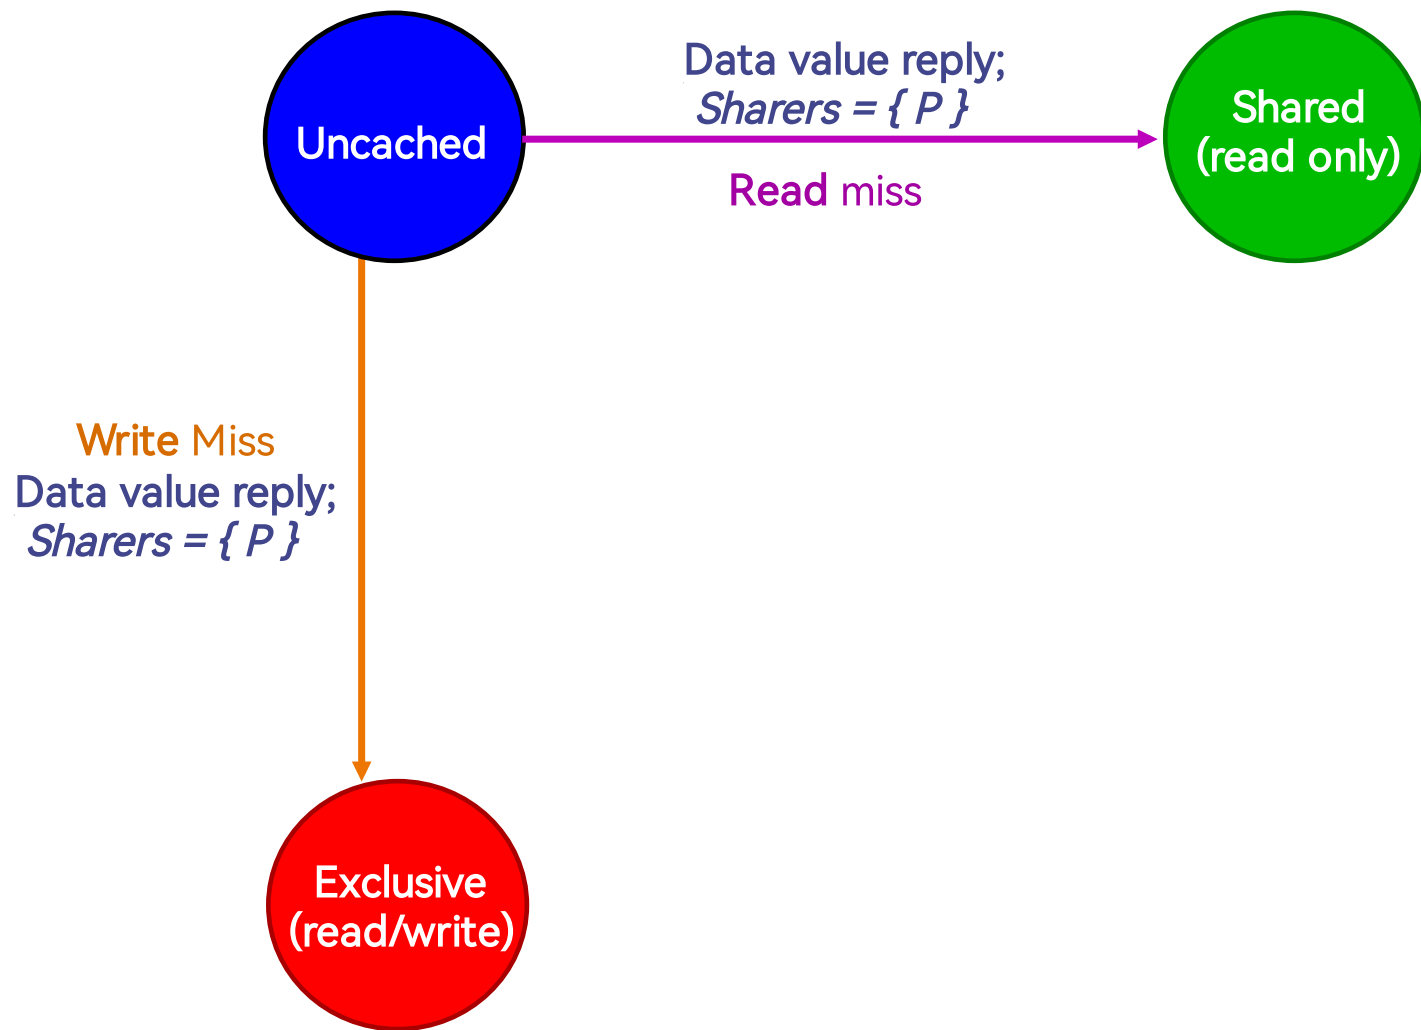 Uncached
Data value reply;
Sharers = { P }
Read miss
Shared
(read only)
Write Miss
Data value reply;
Sharers = { P }
Exclusive
(read/write)